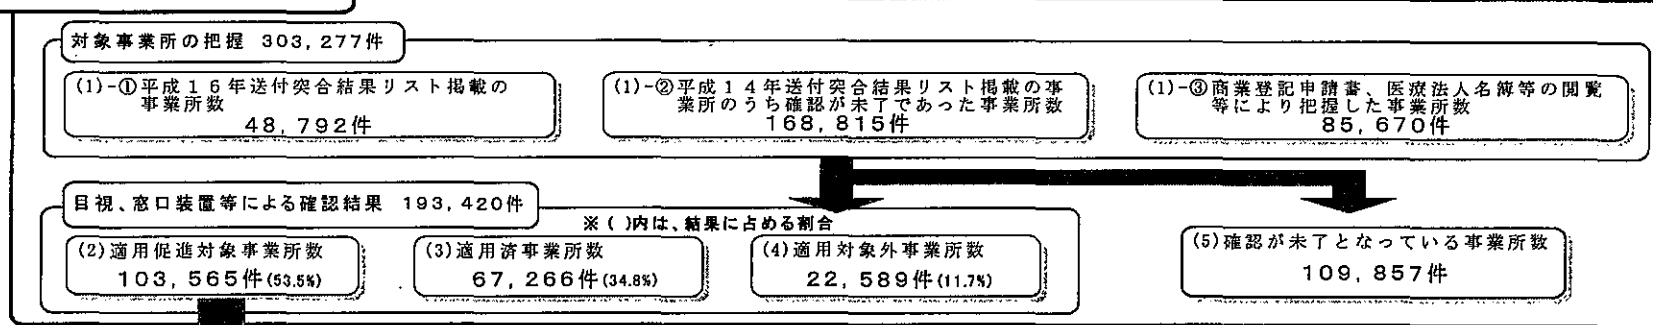 対象事業所の把握 303,277件
(1)-①平成16年送付突合結果リスト掲載の
事業所数
48,792件
(1)-②平成14年送付突合結果リスト掲載の事
業所のうち確認が未了であった事業所数
168,815件
(1)-③商業登記申請書、医療法人名簿等の閲覧
等により把握した事業所数
85,670件
目視、窓口装置等による確認結果 193,420件
※( )内は、結果に占める割合
(2)適用促進対象事業所数
103,565件(53.5%)
(3)適用済事業所数
67,266件(34.8%)
(4)適用対象外事業所数
22,589件(11.7%)
(5)確認が未了となっている事業所数
109,857件